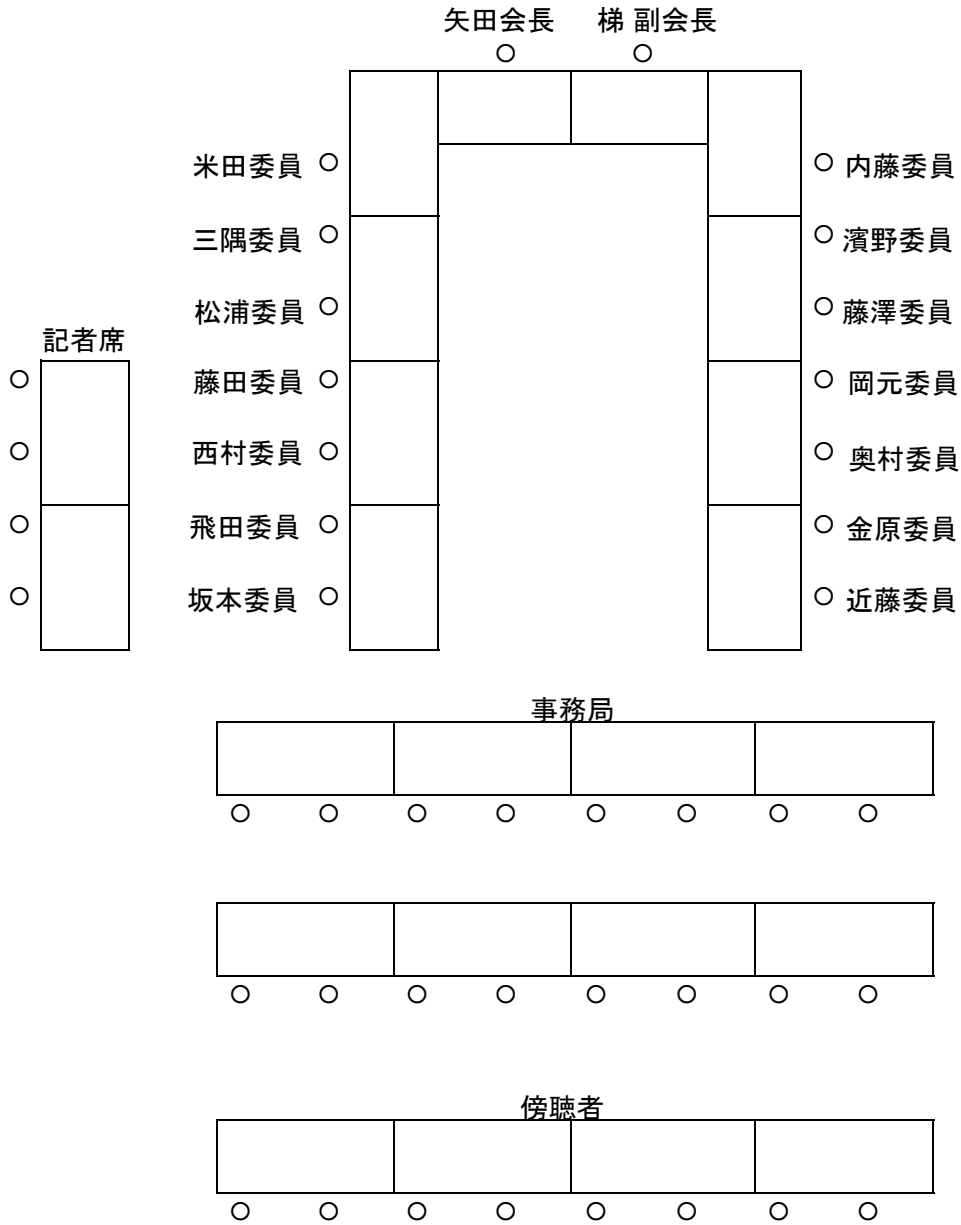 矢田会長 梯 副会長
米田委員 内藤委員
三隅委員 濱野委員
松浦委員 藤澤委員
記者席
藤田委員 岡元委員
西村委員 奥村委員
飛田委員 金原委員
坂本委員 近藤委員
事務局
傍聴者